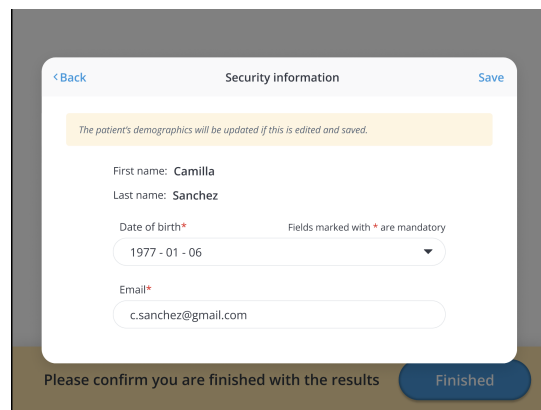 Back Security information Save
The patient's demographics will be updated if this is edited and saved.
First name: Camilla
Last name: Sanchez
Date of birth* Fields marked with * are mandatory
1977 - 01 - 06
Email*
c.sanchez@gmail.com
Please confirm you are finished with the results Finished